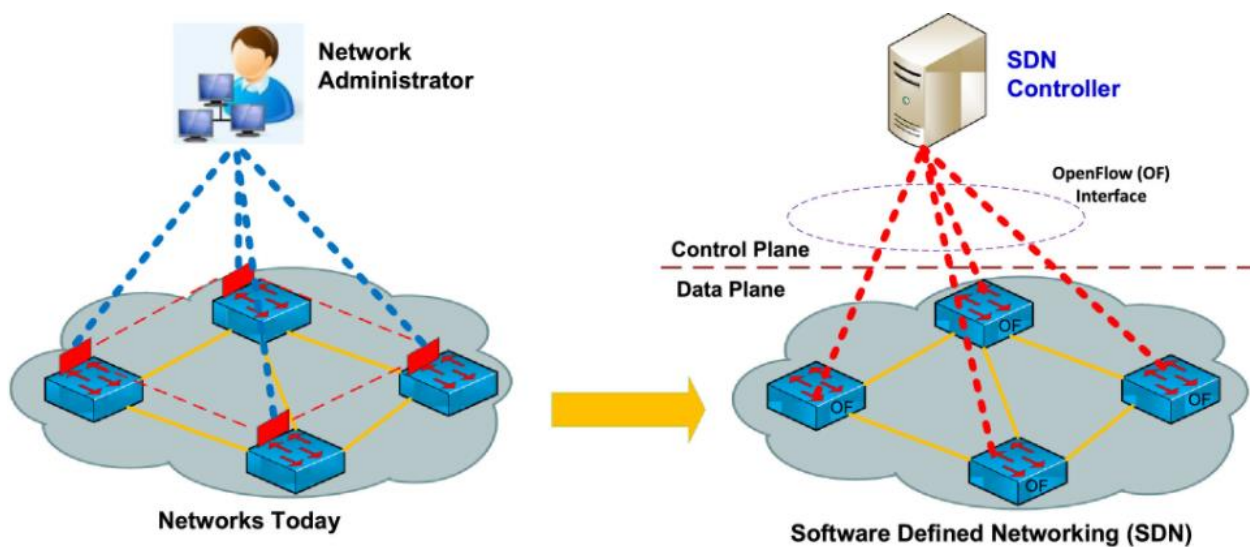 Network
Administrator
Networks Today
SDN
Controller
OpenFlow (OF)
Interface
Control Plane
Data Plane
OF
OF
OF
OF
Software Defined Networking (SDN)